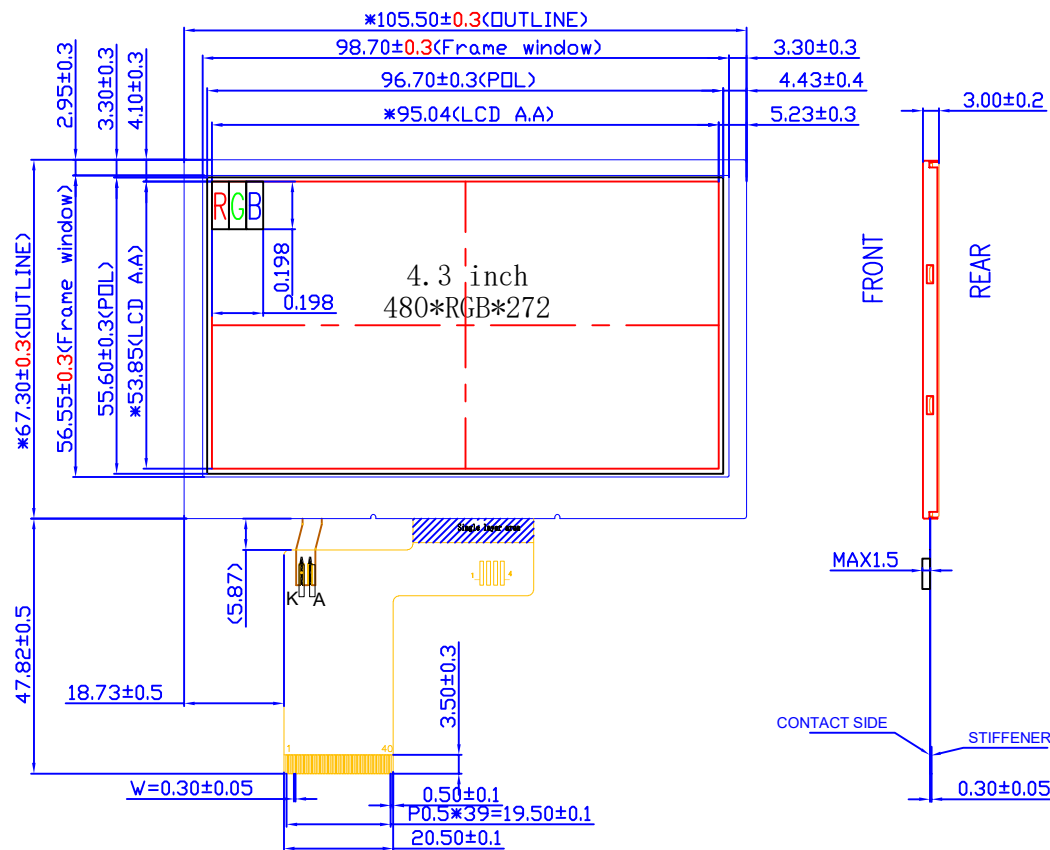 *105.50±0.3(OUTLINE)
98.70±0.3(Frame window)
3.30±0.3
96.70±0.3(POL)
4.43±0.4
*95.04(LCD A.A)
5.23±0.3
2.95±0.3
3.30±0.3
4.10±0.3
3.00±0.2
*67.30±0.3(OUTLINE)
56.55±0.3(Frame window)
55.60±0.3(POL)
*53.85(LCD A.A)
RGB
0.198
0.198
4.3 inch
480*RGB*272
FRONT
REAR
Single layer area
(5.87)
K
A
1
4
MAX1.5
47.82±0.5
18.73±0.5
3.50±0.3
1
40
CONTACT SIDE
STIFFENER
W=0.30±0.05
0.50±0.1
0.30±0.05
P0.5*39=19.50±0.1
20.50±0.1